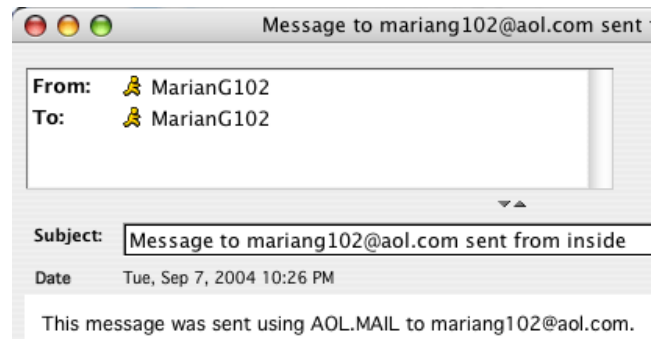 Message to mariang102@aol.com sent
From: MarianG102
To: MarianG102
Subject: Message to mariang102@aol.com sent from inside
Date Tue, Sep 7, 2004 10:26 PM
This message was sent using AOL.MAIL to mariang102@aol.com.